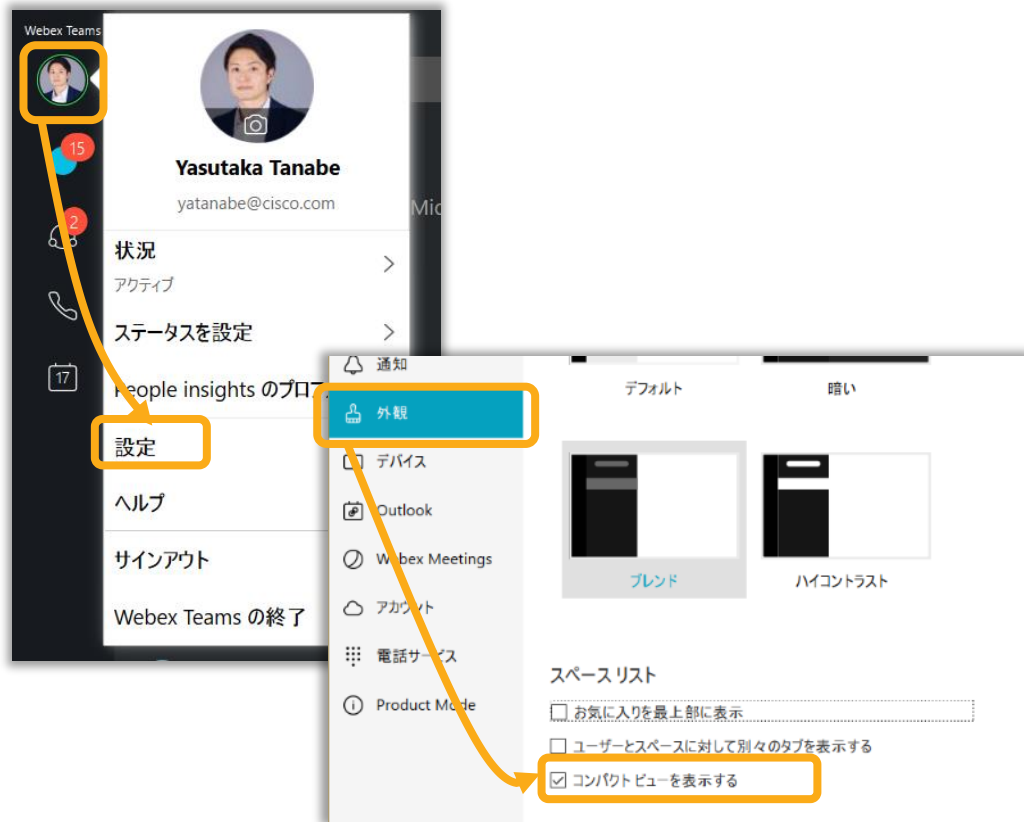 Webex Teams
15
2
17
Yasutaka Tanabe
yatanabe@cisco.com
Mic
状況
アクティブ
ステータスを設定
People insights のプロフ
設定
ヘルプ
サインアウト
Webex Teams の終了
通知
外観
デバイス
Outlook
Webex Meetings
アカウント
電話サービス
Product Mode
デフォルト
暗い
ブレンド
ハイコントラスト
スペース リスト
お気に入りを最上部に表示
ユーザーとスペースに対して別々のタブを表示する
コンパクト ビューを表示する